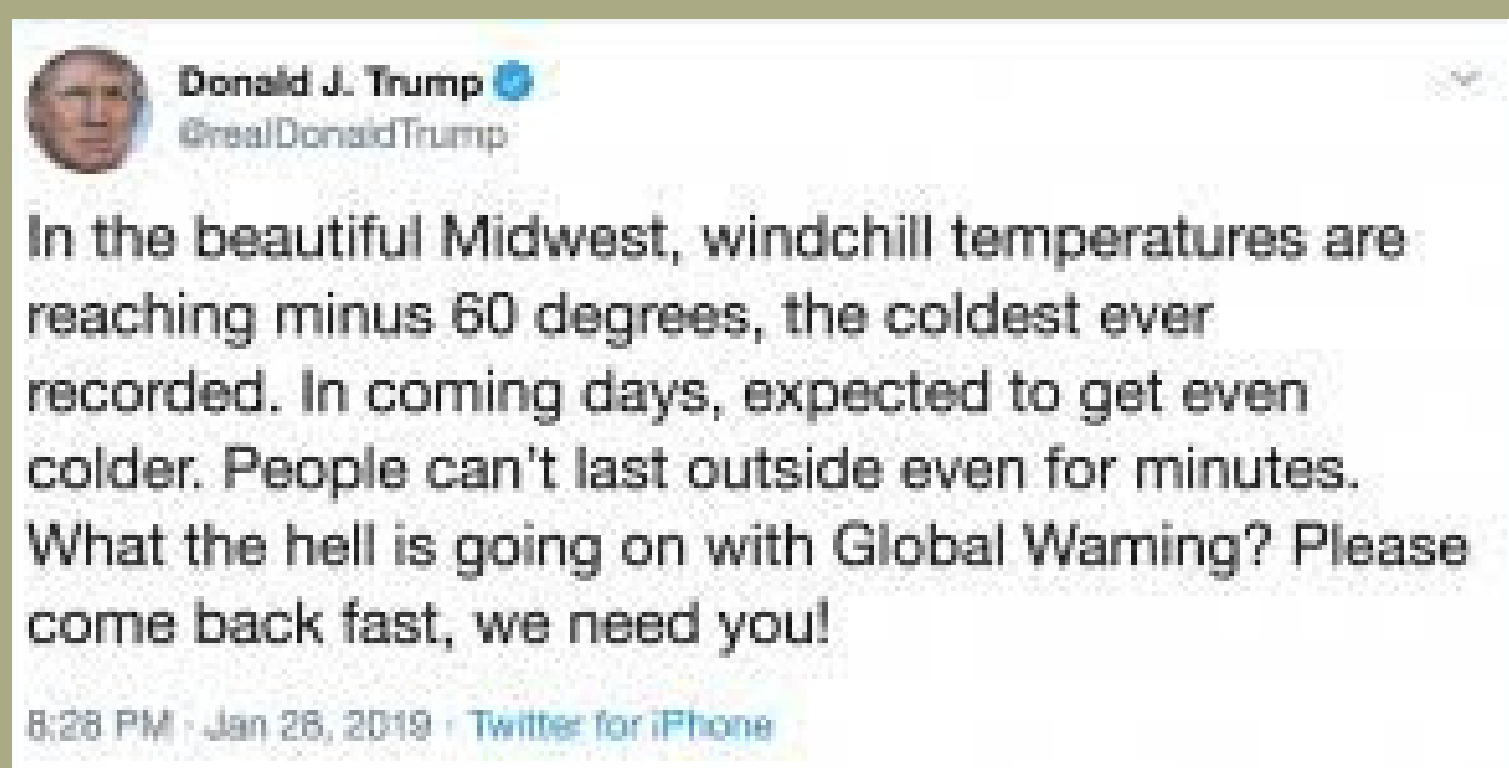 Donald J. Trump
@realDonaldTrump
In the beautiful Midwest, windchill temperatures are
reaching minus 60 degrees, the coldest ever
recorded. In coming days, expected to get even
colder. People can't last outside even for minutes.
What the hell is going on with Global Waming? Please
come back fast, we need you!
8:28 PM · Jan 28, 2019 · Twitter for iPhone